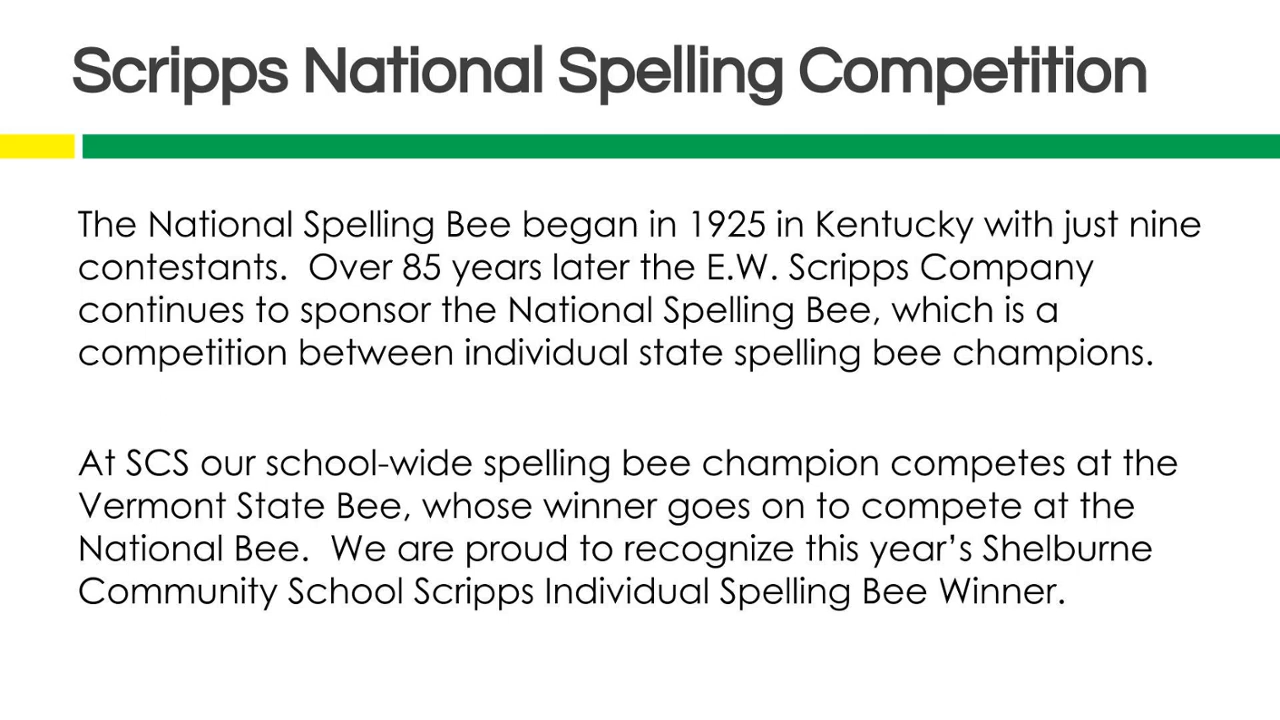 Scripps National Spelling Competition
The National Spelling Bee began in 1925 in Kentucky with just nine
contestants.  Over 85 years later the E.W. Scripps Company
continues to sponsor the National Spelling Bee, which is a
competition between individual state spelling bee champions.
At SCS our school-wide spelling bee champion competes at the
Vermont State Bee, whose winner goes on to compete at the
National Bee.  We are proud to recognize this year’s Shelburne
Community School Scripps Individual Spelling Bee Winner.